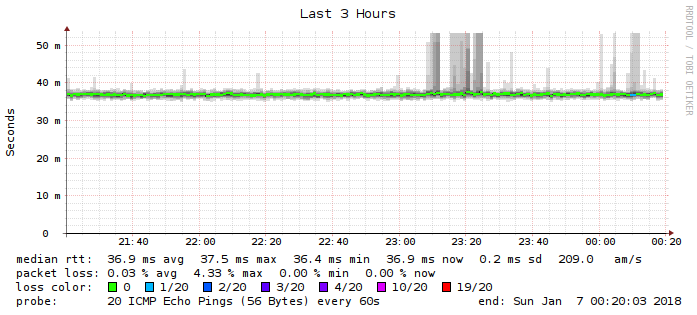 Last 3 Hours
RRDTOOL / TOBI OETIKER
Seconds
50 m
40 m
30 m
20 m
10 m
0
21:40 22:00 22:20 22:40 23:00 23:20 23:40 00:00 00:20
median rtt: 36.9 ms avg 37.5 ms max 36.4 ms min 36.9 ms now 0.2 ms sd 209.0 am/s
packet loss: 0.03 % avg 4.33 % max 0.00 % min 0.00 % now
loss color: 0 1/20 2/20 3/20 4/20 10/20 19/20
probe: 20 ICMP Echo Pings (56 Bytes) every 60s end: Sun Jan 7 00:20:03 2018